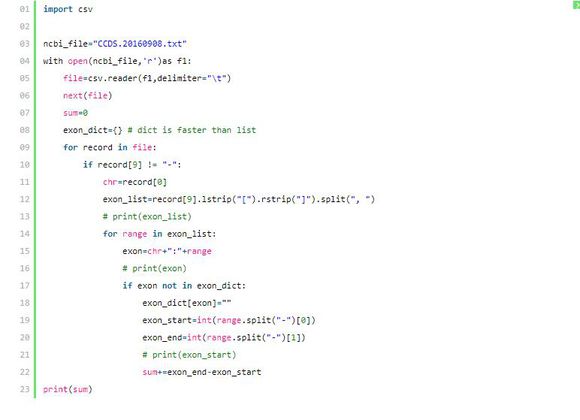 01 import csv
02
03 ncbi_file="CCDS.20160908.txt"
04 with open(ncbi_file,'r')as f1:
05     file=csv.reader(f1,delimiter="\t")
06     next(file)
07     sum=0
08     exon_dict={} # dict is faster than list
09     for record in file:
10         if record[9] != "-":
11             chr=record[0]
12             exon_list=record[9].lstrip("[").rstrip("]").split(", ")
13             # print(exon_list)
14             for range in exon_list:
15                 exon=chr+":"+range
16                 # print(exon)
17                 if exon not in exon_dict:
18                     exon_dict[exon]=""
19                     exon_start=int(range.split("-")[0])
20                     exon_end=int(range.split("-")[1])
21                     # print(exon_start)
22                     sum+=exon_end-exon_start
23 print(sum)